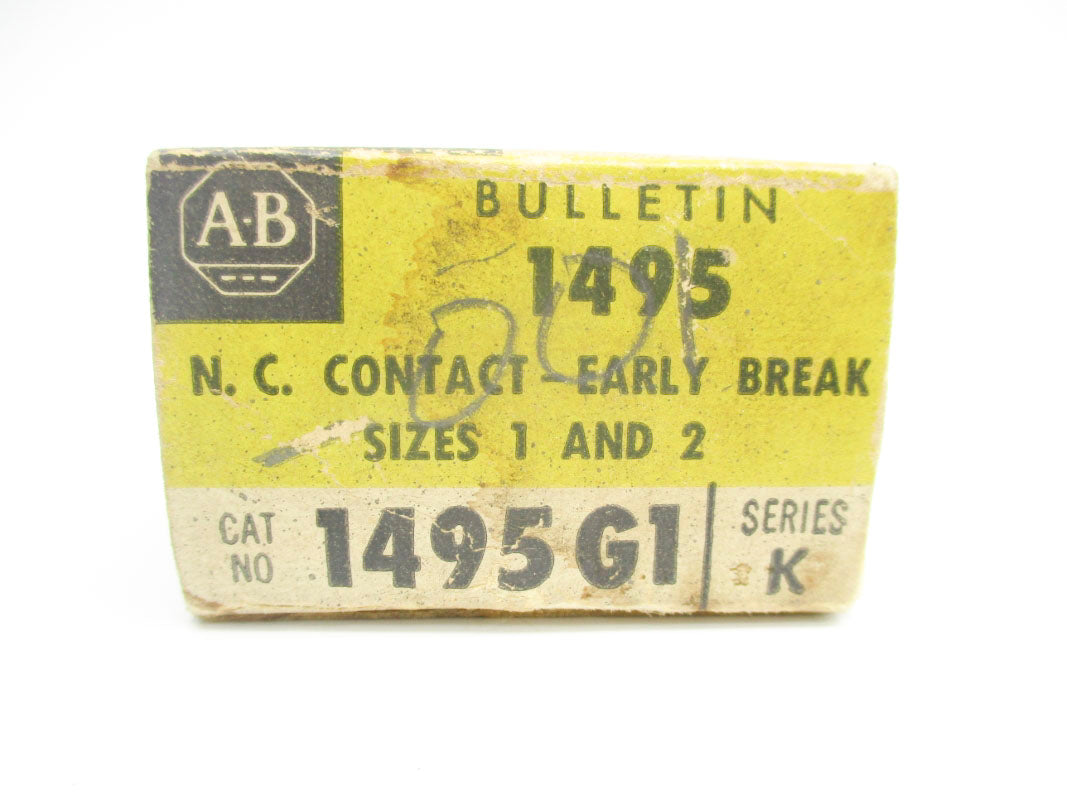 A-B
BULLETIN
1495
N. C. CONTACT - EARLY BREAK
SIZES 1 AND 2
CAT NO 1495 G1
SERIES K